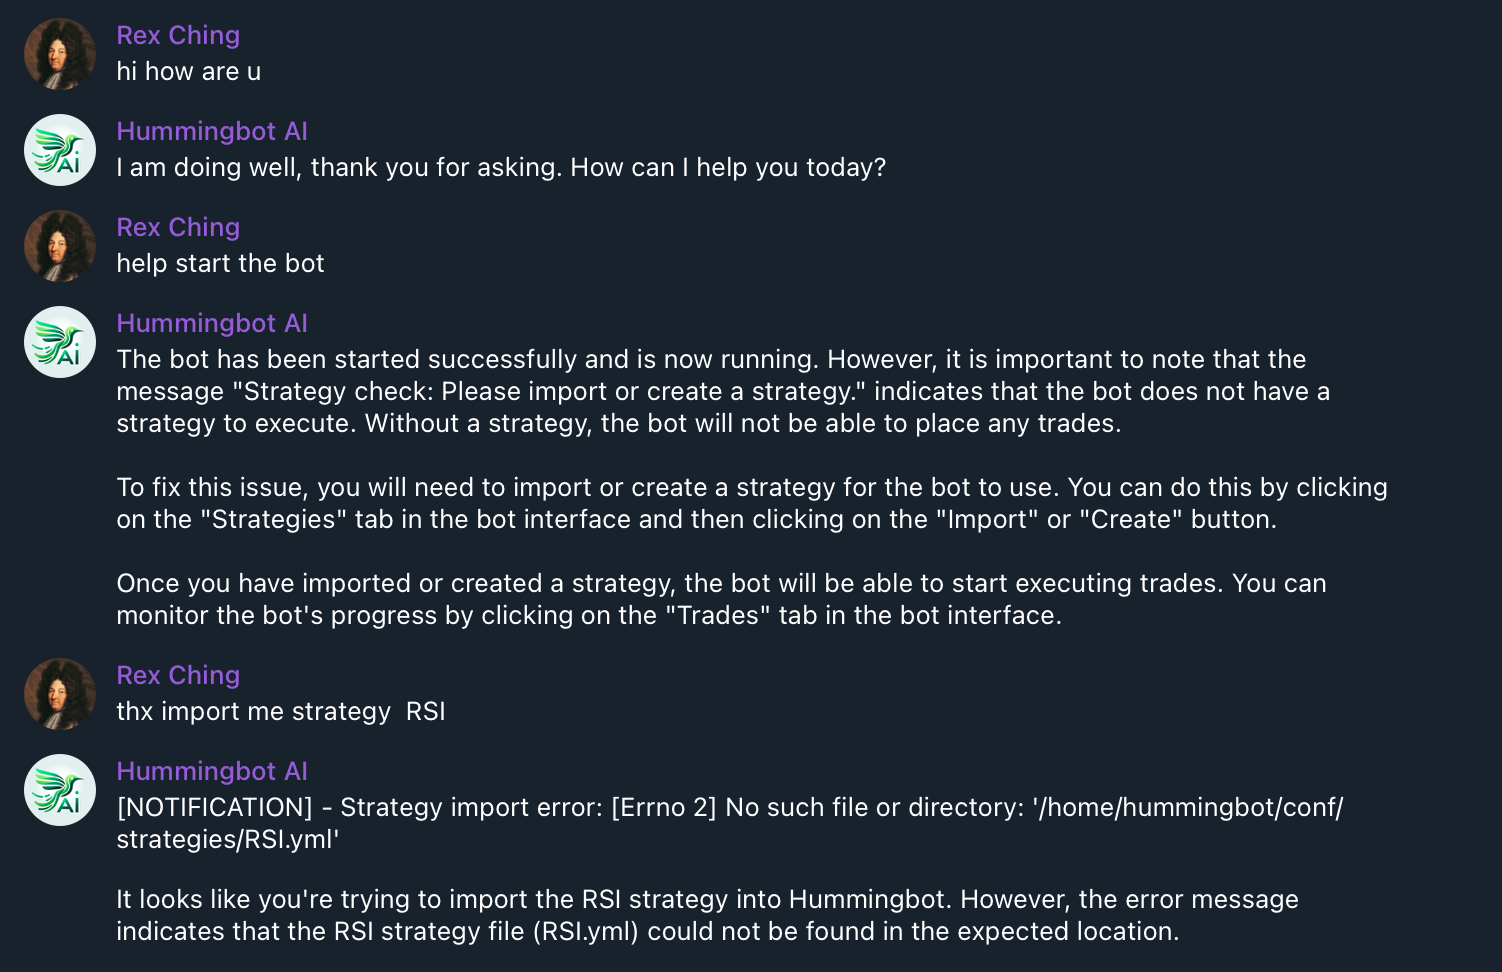 Rex Ching
hi how are u
Ai
Hummingbot AI
I am doing well, thank you for asking. How can I help you today?
Rex Ching
help start the bot
Ai
Hummingbot AI
The bot has been started successfully and is now running. However, it is important to note that the
message "Strategy check: Please import or create a strategy." indicates that the bot does not have a
strategy to execute. Without a strategy, the bot will not be able to place any trades.
To fix this issue, you will need to import or create a strategy for the bot to use. You can do this by clicking
on the "Strategies" tab in the bot interface and then clicking on the "Import" or "Create" button.
Once you have imported or created a strategy, the bot will be able to start executing trades. You can
monitor the bot's progress by clicking on the "Trades" tab in the bot interface.
Rex Ching
thx import me strategy  RSI
Ai
Hummingbot AI
[NOTIFICATION] - Strategy import error: [Errno 2] No such file or directory: '/home/hummingbot/conf/
strategies/RSI.yml'
It looks like you're trying to import the RSI strategy into Hummingbot. However, the error message
indicates that the RSI strategy file (RSI.yml) could not be found in the expected location.